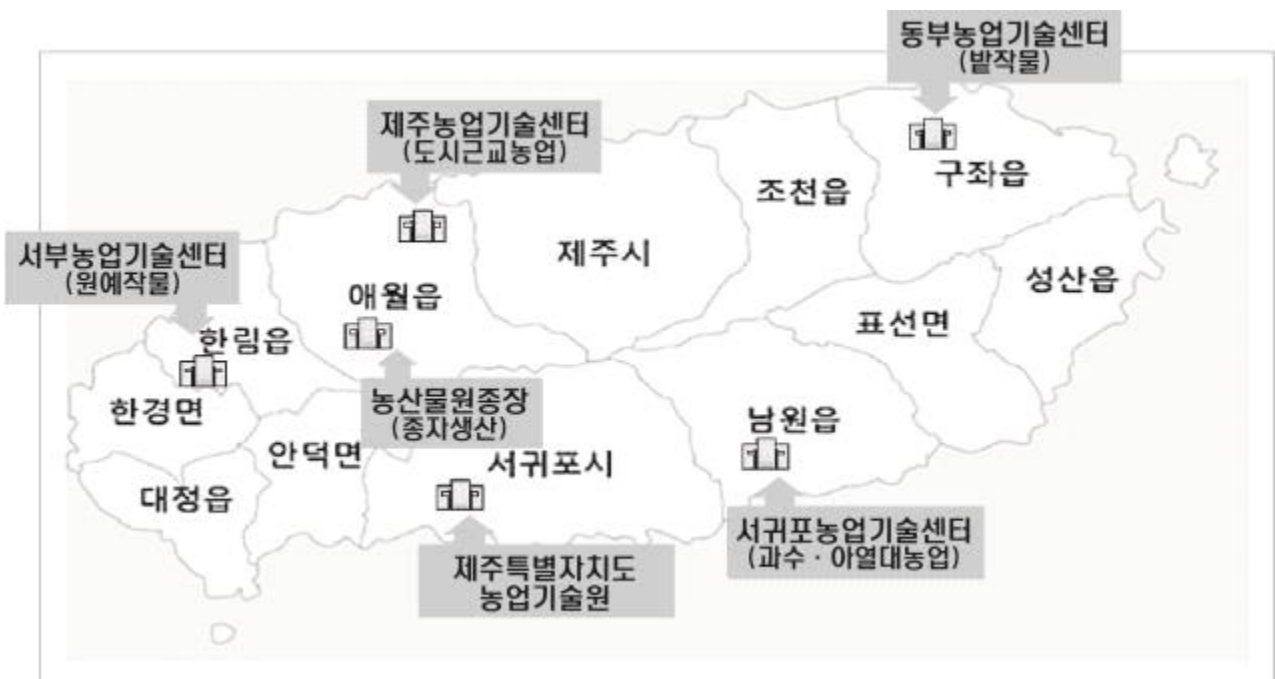 동부농업기술센터
(밭작물)
제주농업기술센터
(도시근교농업)
구좌읍
조천읍
제주시
서부농업기술센터
(원예작물)
성산읍
애월읍
표선면
한림읍
농산물원종장
(종자생산)
한경면
남원읍
안덕면
서귀포시
대정읍
서귀포농업기술센터
(과수 · 아열대농업)
제주특별자치도
농업기술원